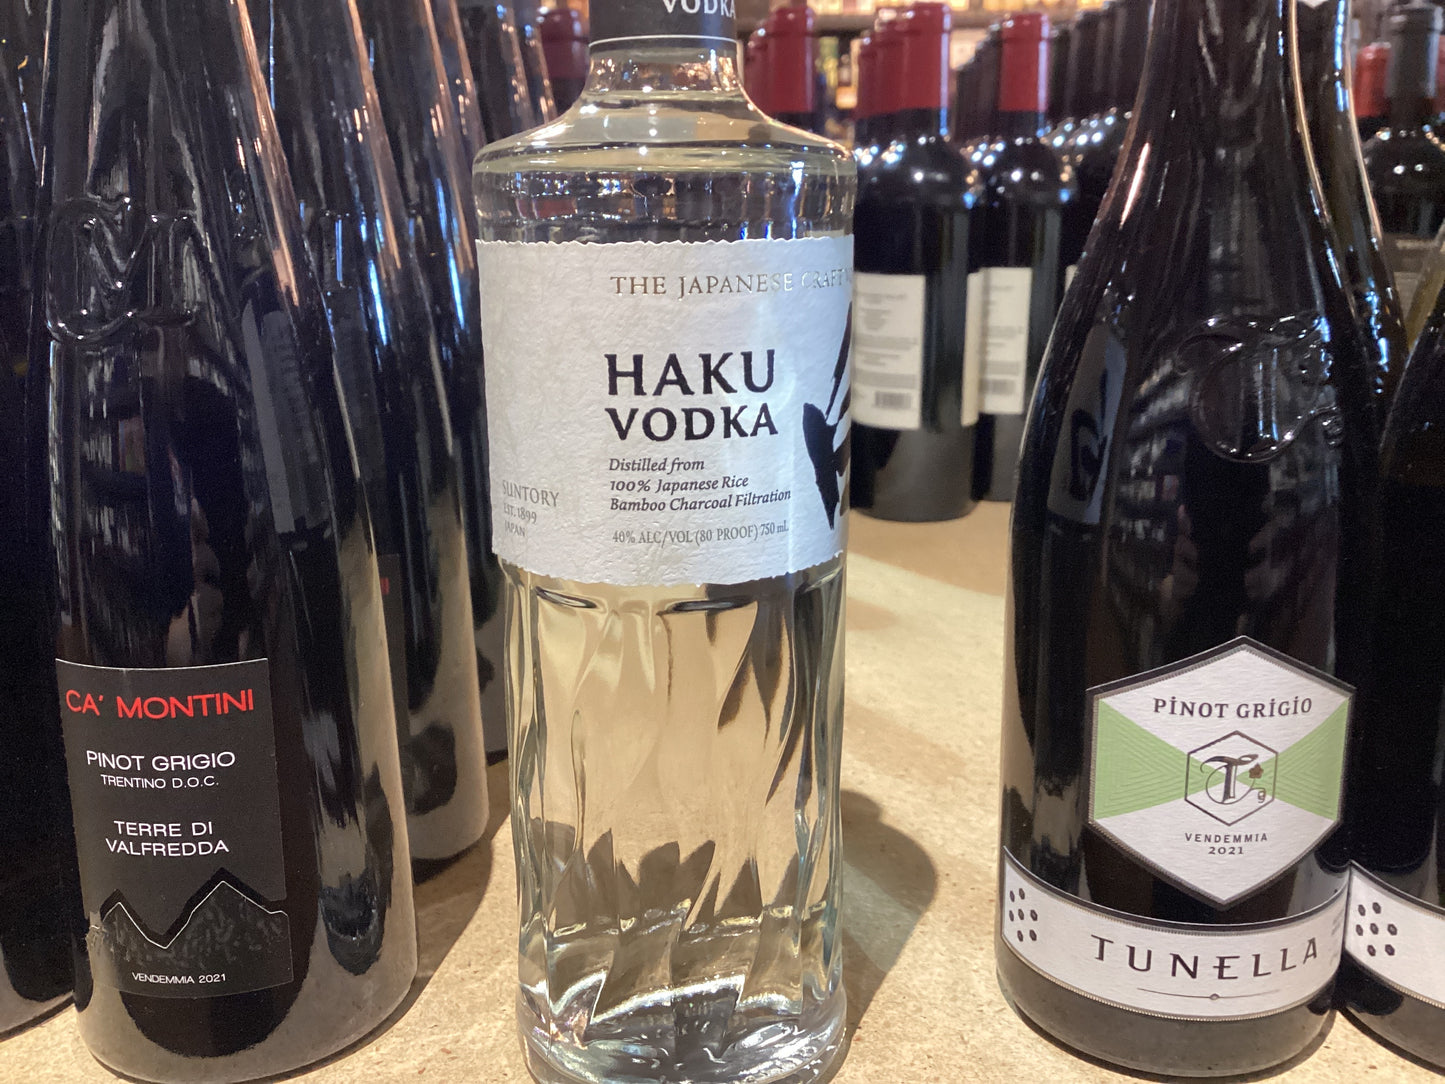 VODKA
THE JAPANESE CRAFT
HAKU
VODKA
Distilled from
100% Japanese Rice
Bamboo Charcoal Filtration
40% ALC/VOL (80 PROOF) 750 mL
SUNTORY
EST. 1899
JAPAN
CA' MONTINI
PINOT GRIGIO
TRENTINO D.O.C.
TERRE DI
VALFREDDA
VENDEMMIA 2021
PINOT GRIGIO
T
g
VENDEMMIA
2021
TUNELLA